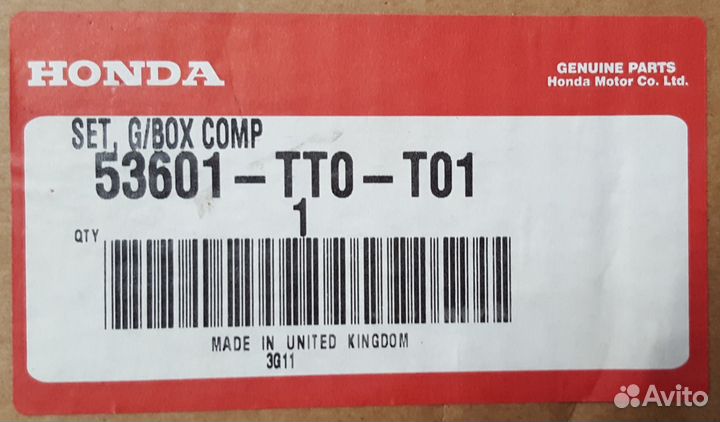 HONDA
GENUINE PARTS
Honda Motor Co. Ltd.
SET, G/BOX COMP
53601-TT0-T01
1
QTY
MADE IN UNITED KINGDOM
3G11
Avito